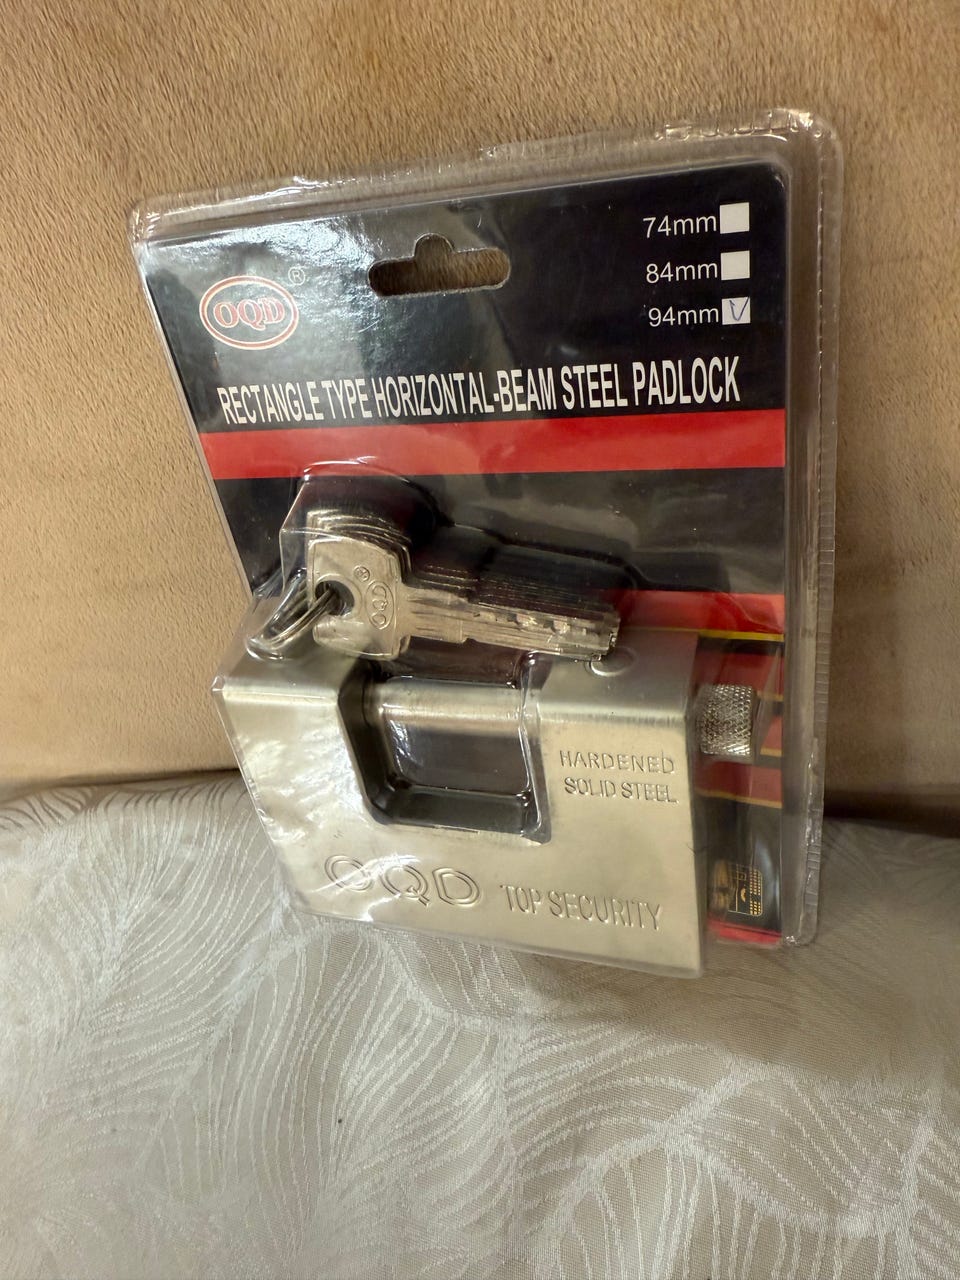 74mm
84mm
94mm
OQD®
RECTANGLE TYPE HORIZONTAL-BEAM STEEL PADLOCK
OQD
HARDENED
SOLID STEEL
OQD TOP SECURITY